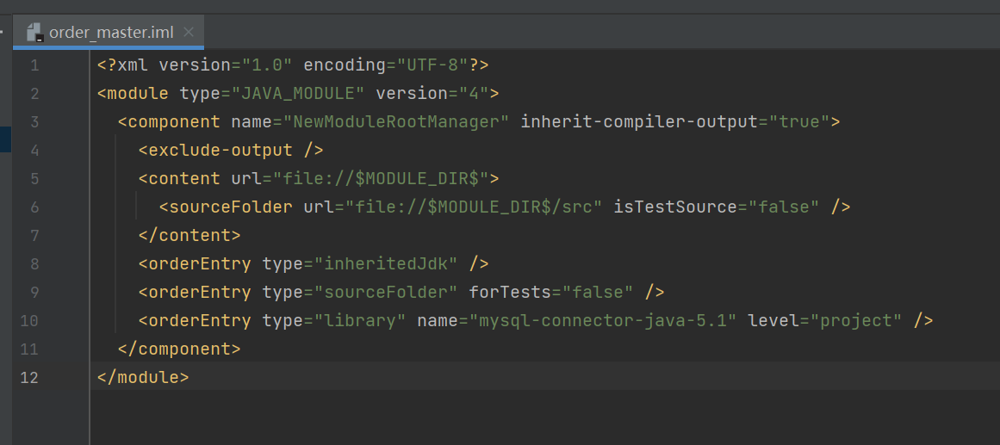 order_master.iml
1 <?xml version="1.0" encoding="UTF-8"?>
2 <module type="JAVA_MODULE" version="4">
3 <component name="NewModuleRootManager" inherit-compiler-output="true">
4 <exclude-output />
5 <content url="file://$MODULE_DIR$">
6 <sourceFolder url="file://$MODULE_DIR$/src" isTestSource="false" />
7 </content>
8 <orderEntry type="inheritedJdk" />
9 <orderEntry type="sourceFolder" forTests="false" />
10 <orderEntry type="library" name="mysql-connector-java-5.1" level="project" />
11 </component>
12 </module>